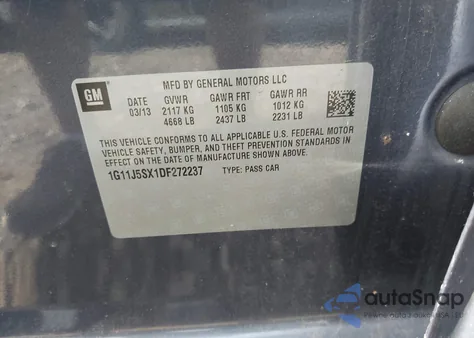 GM
MFD BY GENERAL MOTORS LLC
DATE GVWR GAWR FRT GAWR RR
03/13 2117 KG 1105 KG 1012 KG
4668 LB 2437 LB 2231 LB
THIS VEHICLE CONFORMS TO ALL APPLICABLE U.S. FEDERAL MOTOR
VEHICLE SAFETY, BUMPER, AND THEFT PREVENTION STANDARDS IN
EFFECT ON THE DATE OF MANUFACTURE SHOWN ABOVE.
1G11J5SX1DF272237 TYPE: PASS CAR
autoSnap